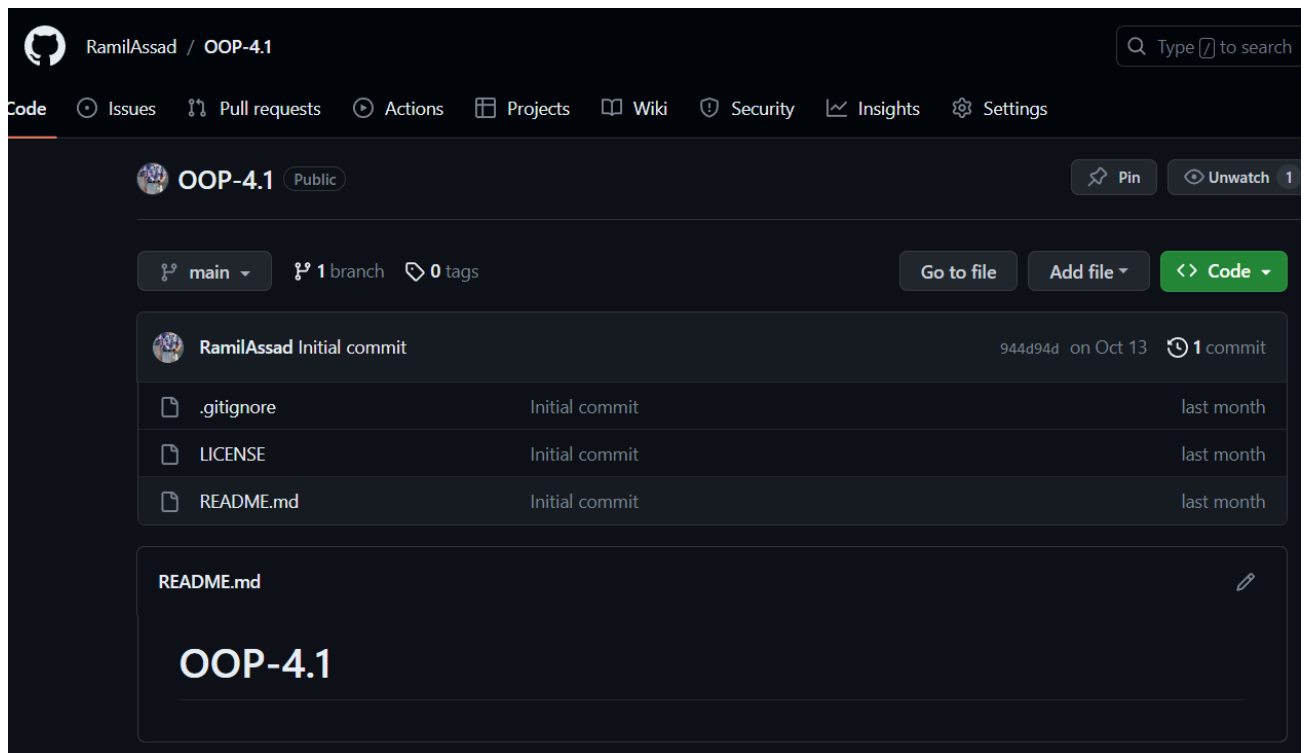 RamilAssad / OOP-4.1
Type / to search
Code Issues Pull requests Actions Projects Wiki Security Insights Settings
OOP-4.1 Public
Pin Unwatch 1
main 1 branch 0 tags
Go to file Add file Code
RamilAssad Initial commit 944d94d on Oct 13 1 commit
.gitignore Initial commit last month
LICENSE Initial commit last month
README.md Initial commit last month
README.md
OOP-4.1